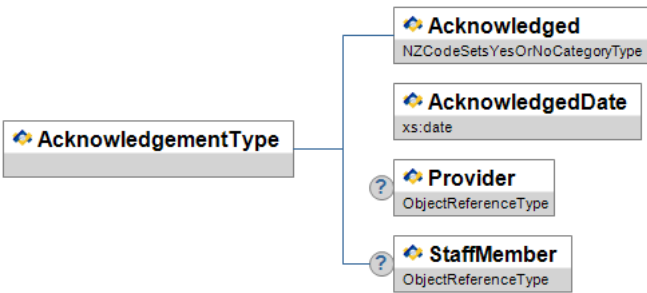 Acknowledged
NZCodeSetsYesOrNoCategoryType
AcknowledgedDate
xs:date
AcknowledgementType
?
Provider
ObjectReferenceType
?
StaffMember
ObjectReferenceType